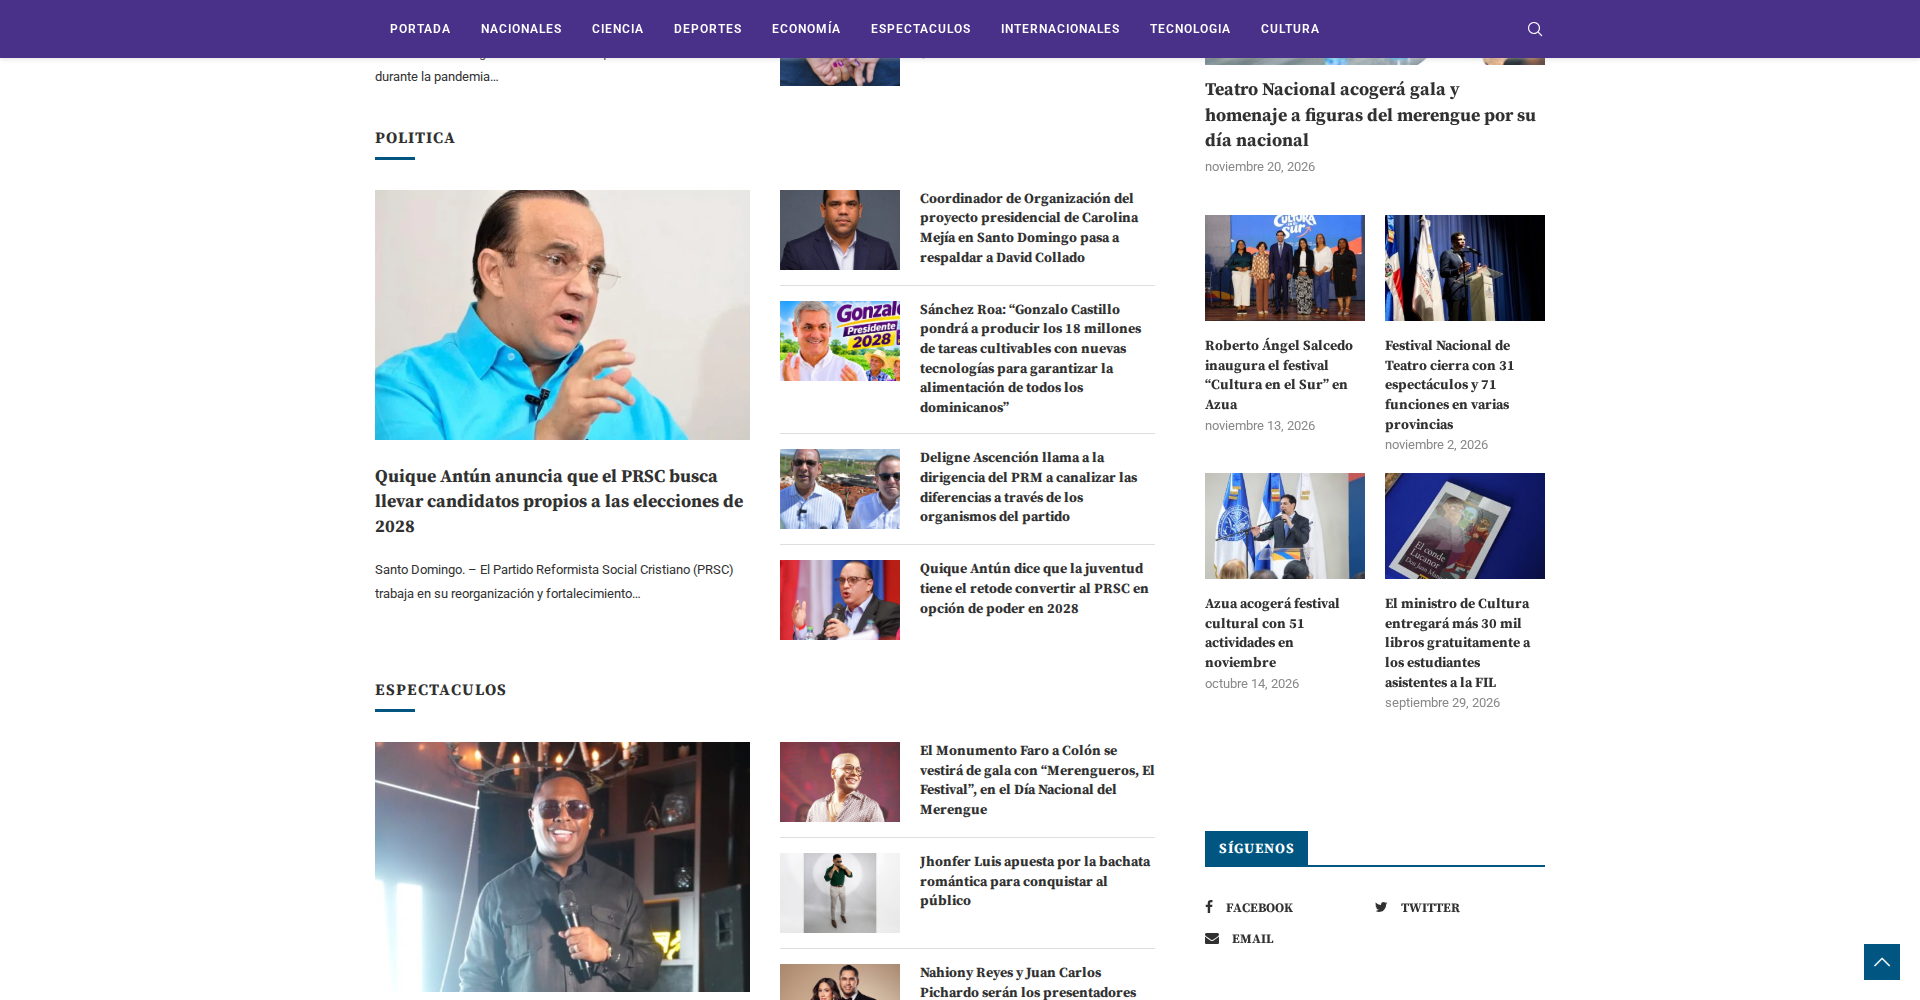 PORTADA
NACIONALES
CIENCIA
DEPORTES
ECONOMÍA
ESPECTACULOS
INTERNACIONALES
TECNOLOGIA
CULTURA
durante la pandemia...
POLITICA
Quique Antún anuncia que el PRSC busca
llevar candidatos propios a las elecciones de
2028
Santo Domingo. – El Partido Reformista Social Cristiano (PRSC)
trabaja en su reorganización y fortalecimiento...
Coordinador de Organización del
proyecto presidencial de Carolina
Mejía en Santo Domingo pasa a
respaldar a David Collado
Gonzalo
Presidente
2028
Sánchez Roa: “Gonzalo Castillo
pondrá a producir los 18 millones
de tareas cultivables con nuevas
tecnologías para garantizar la
alimentación de todos los
dominicanos”
Deligne Ascención llama a la
dirigencia del PRM a canalizar las
diferencias a través de los
organismos del partido
Quique Antún dice que la juventud
tiene el retode convertir al PRSC en
opción de poder en 2028
ESPECTACULOS
El Monumento Faro a Colón se
vestirá de gala con “Merengueros, El
Festival”, en el Día Nacional del
Merengue
Jhonfer Luis apuesta por la bachata
romántica para conquistar al
público
Nahiony Reyes y Juan Carlos
Pichardo serán los presentadores
Teatro Nacional acogerá gala y
homenaje a figuras del merengue por su
día nacional
noviembre 20, 2026
CULTURA
Sur
Roberto Ángel Salcedo
inaugura el festival
“Cultura en el Sur” en
Azua
noviembre 13, 2026
Festival Nacional de
Teatro cierra con 31
espectáculos y 71
funciones en varias
provincias
noviembre 2, 2026
Azua acogerá festival
cultural con 51
actividades en
noviembre
octubre 14, 2026
El conde
Lucanor
Don Juan
El ministro de Cultura
entregará más 30 mil
libros gratuitamente a
los estudiantes
asistentes a la FIL
septiembre 29, 2026
SÍGUENOS
FACEBOOK
TWITTER
EMAIL